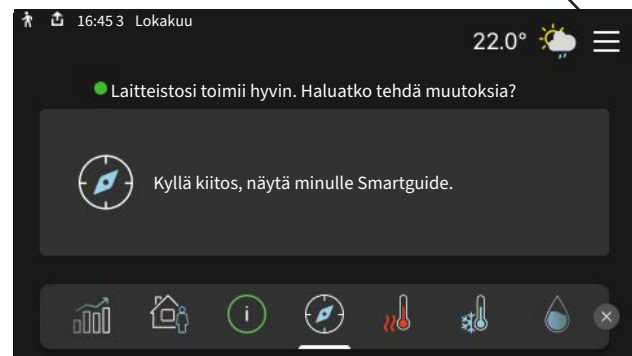 16:45 3 Lokakuu
22.0°
Laitteistosi toimii hyvin. Haluatko tehdä muutoksia?
Kyllä kiitos, näytä minulle Smartguide.
i